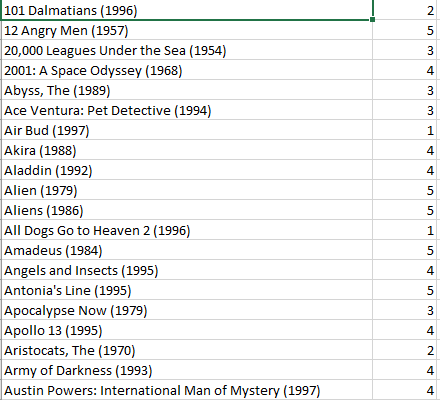 101 Dalmatians (1996) 2
12 Angry Men (1957) 5
20,000 Leagues Under the Sea (1954) 3
2001: A Space Odyssey (1968) 4
Abyss, The (1989) 3
Ace Ventura: Pet Detective (1994) 3
Air Bud (1997) 1
Akira (1988) 4
Aladdin (1992) 4
Alien (1979) 5
Aliens (1986) 5
All Dogs Go to Heaven 2 (1996) 1
Amadeus (1984) 5
Angels and Insects (1995) 4
Antonia's Line (1995) 5
Apocalypse Now (1979) 3
Apollo 13 (1995) 4
Aristocats, The (1970) 2
Army of Darkness (1993) 4
Austin Powers: International Man of Mystery (1997) 4